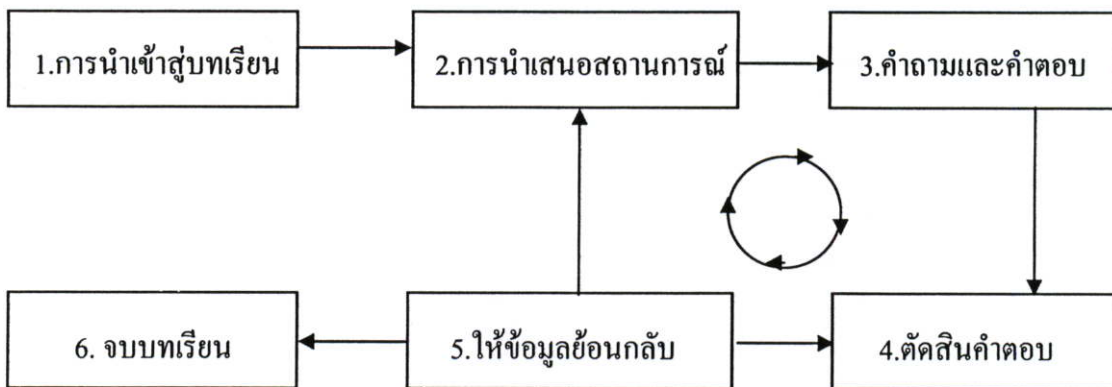 1.การนำเข้าสู่บทเรียน
2.การนำเสนอสถานการณ์
3.คำถามและคำตอบ
6. จบบทเรียน
5.ให้ข้อมูลย้อนกลับ
4.ตัดสินคำตอบ